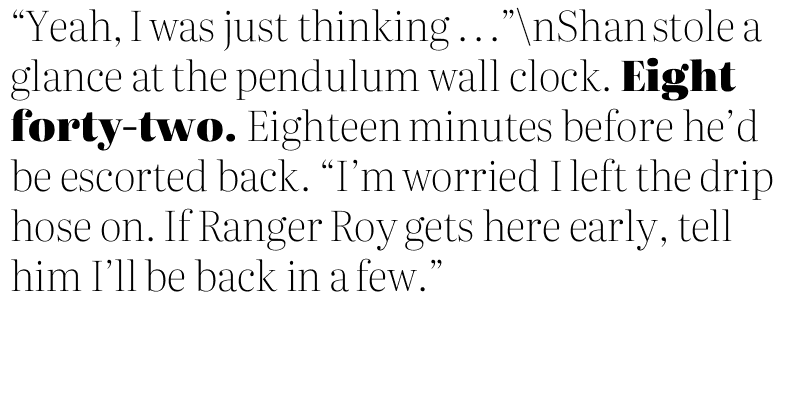 “Yeah, I was just thinking . . .”\nShan stole a
glance at the pendulum wall clock. Eight
forty-two. Eighteen minutes before he’d
be escorted back. “I’m worried I left the drip
hose on. If Ranger Roy gets here early, tell
him I’ll be back in a few.”